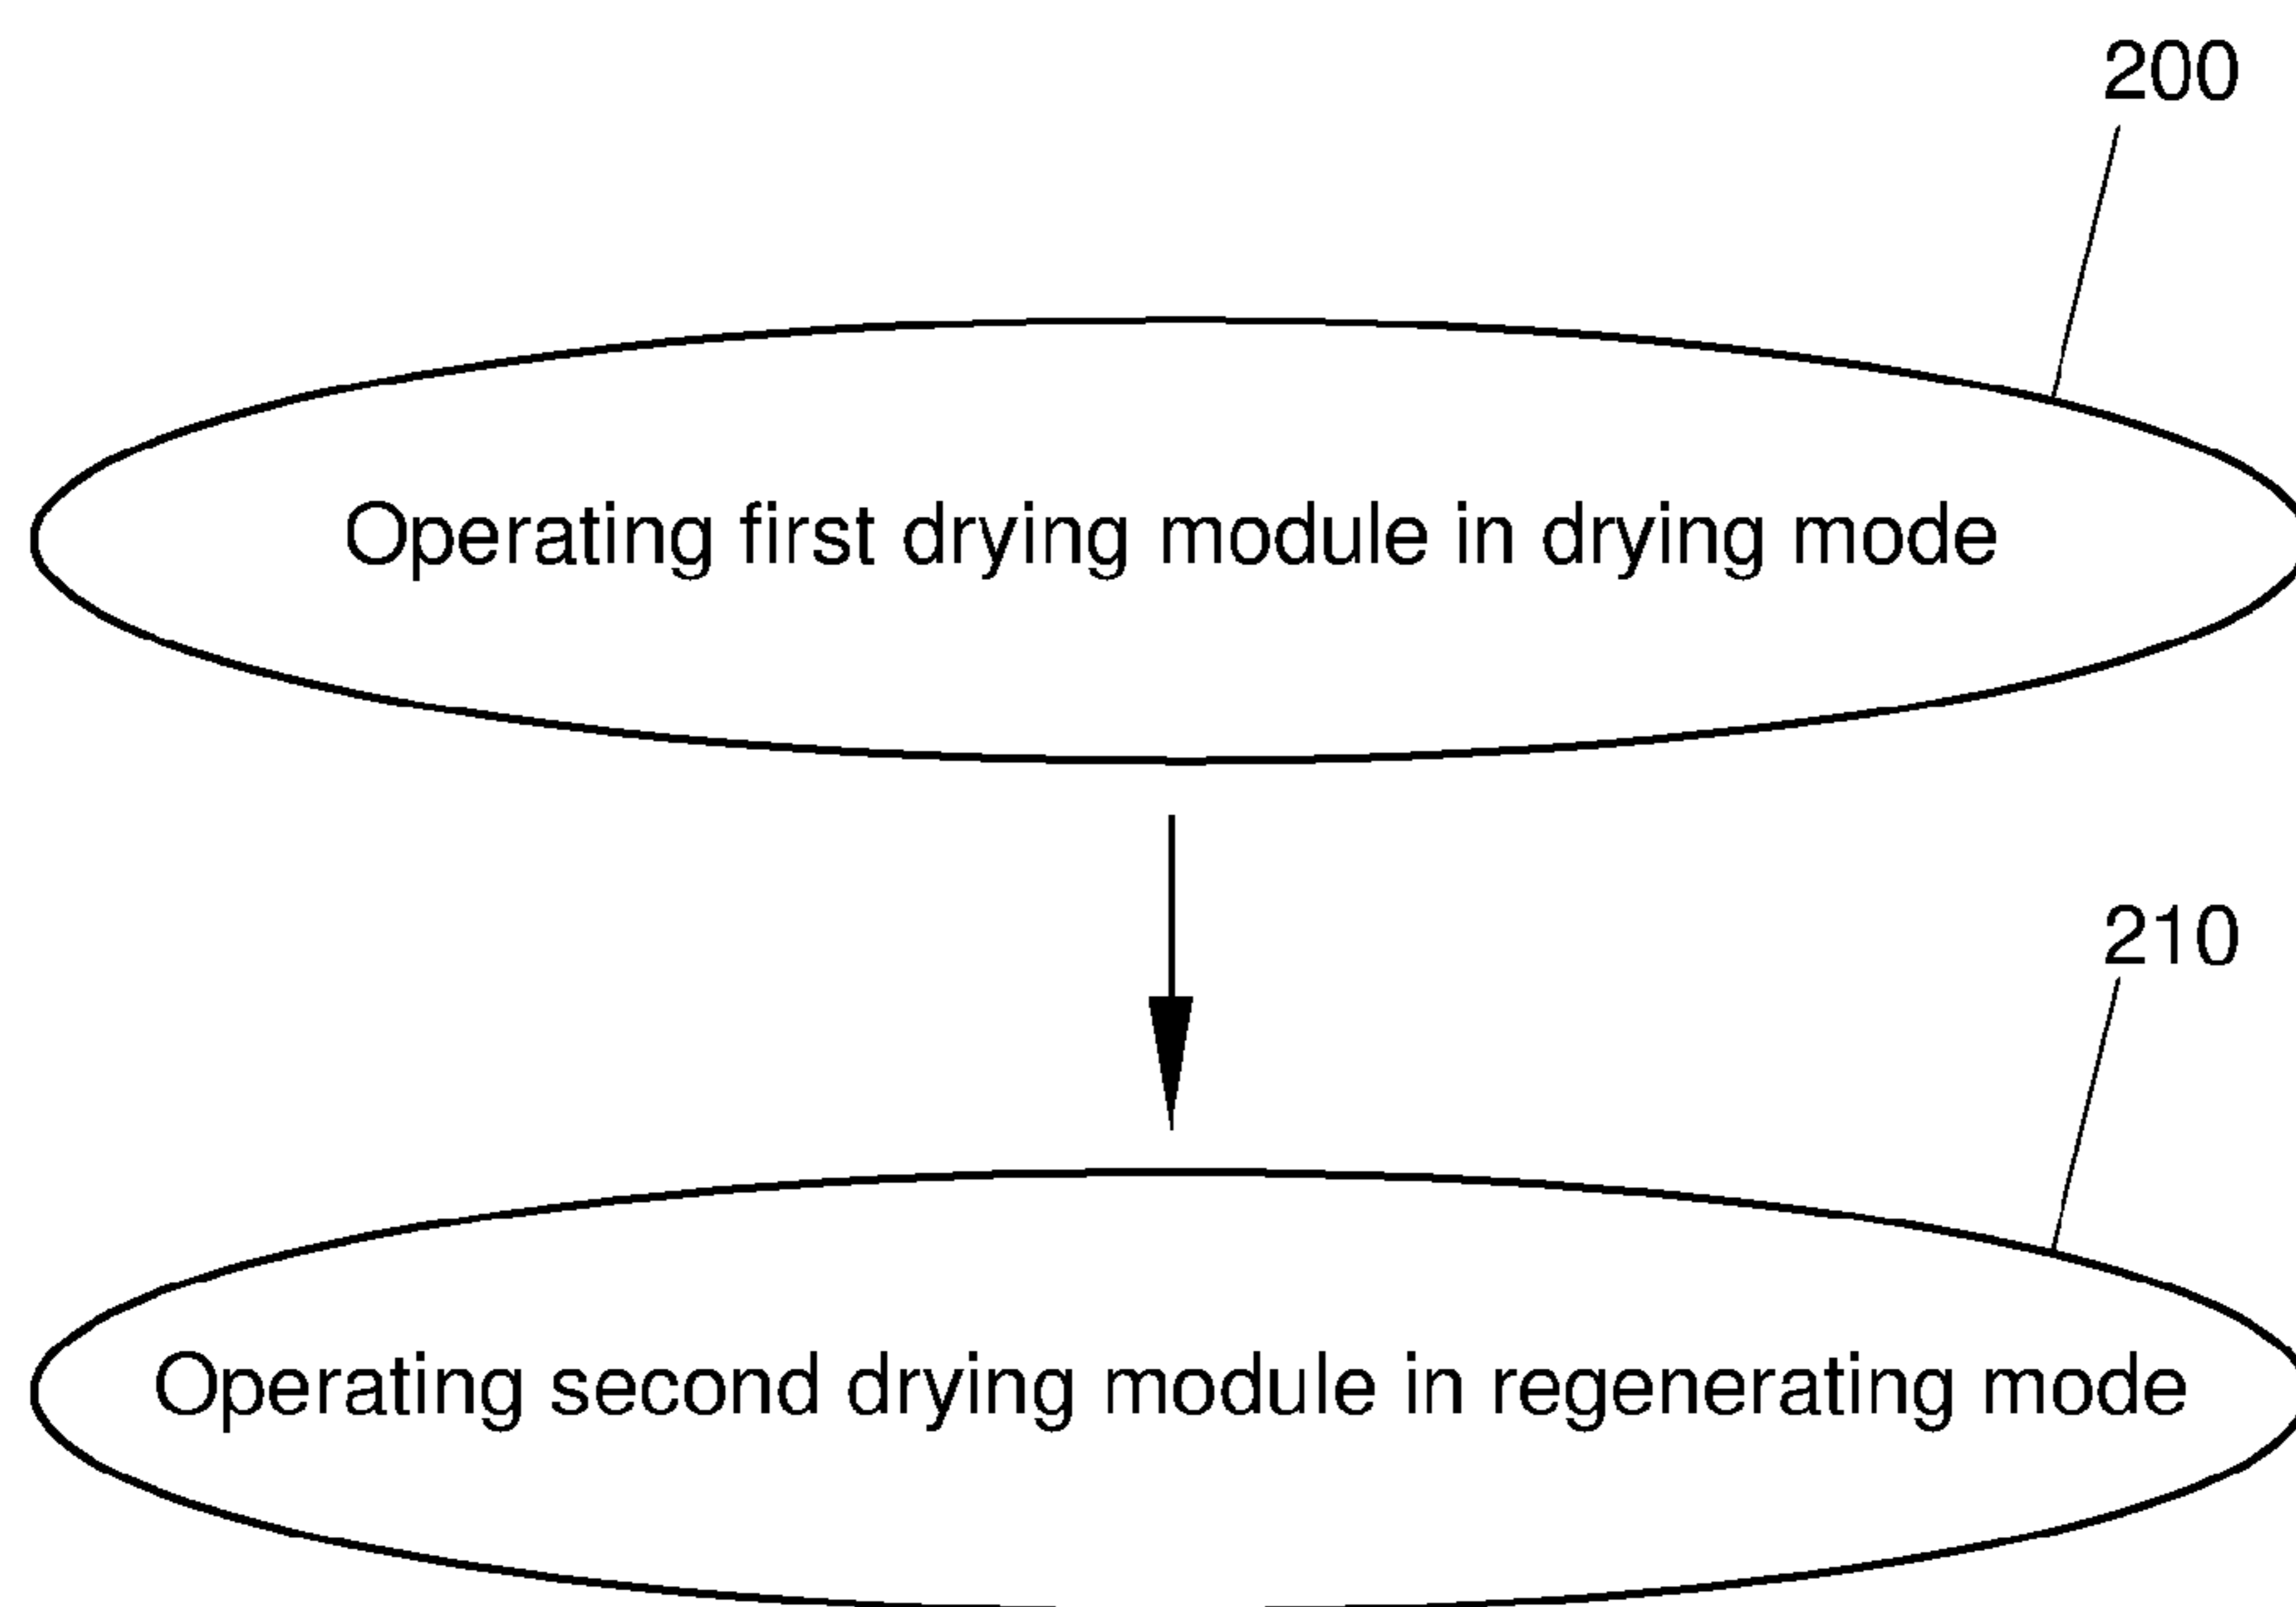 200
Operating first drying module in drying mode
210
Operating second drying module in regenerating mode